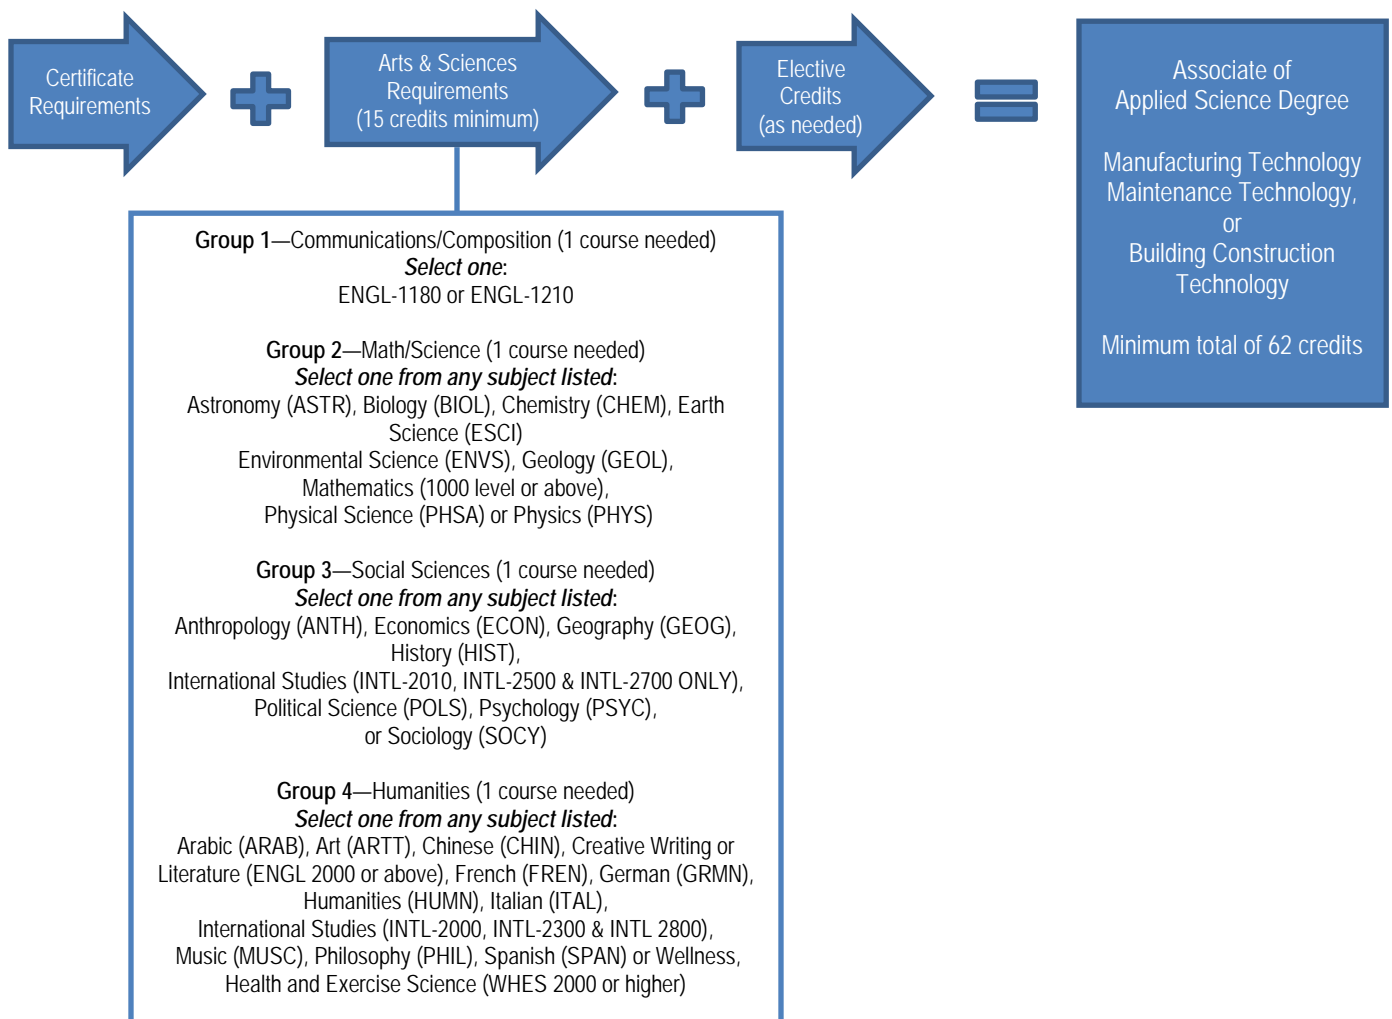 Certificate
Requirements
Arts & Sciences
Requirements
(15 credits minimum)
Elective
Credits
(as needed)
Associate of
Applied Science Degree
Manufacturing Technology
Maintenance Technology,
or
Building Construction
Technology
Minimum total of 62 credits
Group 1—Communications/Composition (1 course needed)
Select one:
ENGL-1180 or ENGL-1210
Group 2—Math/Science (1 course needed)
Select one from any subject listed:
Astronomy (ASTR), Biology (BIOL), Chemistry (CHEM), Earth
Science (ESCI)
Environmental Science (ENVS), Geology (GEOL),
Mathematics (1000 level or above),
Physical Science (PHSA) or Physics (PHYS)
Group 3—Social Sciences (1 course needed)
Select one from any subject listed:
Anthropology (ANTH), Economics (ECON), Geography (GEOG),
History (HIST),
International Studies (INTL-2010, INTL-2500 & INTL-2700 ONLY),
Political Science (POLS), Psychology (PSYC),
or Sociology (SOCY)
Group 4—Humanities (1 course needed)
Select one from any subject listed:
Arabic (ARAB), Art (ARTT), Chinese (CHIN), Creative Writing or
Literature (ENGL 2000 or above), French (FREN), German (GRMN),
Humanities (HUMN), Italian (ITAL),
International Studies (INTL-2000, INTL-2300 & INTL 2800),
Music (MUSC), Philosophy (PHIL), Spanish (SPAN) or Wellness,
Health and Exercise Science (WHES 2000 or higher)